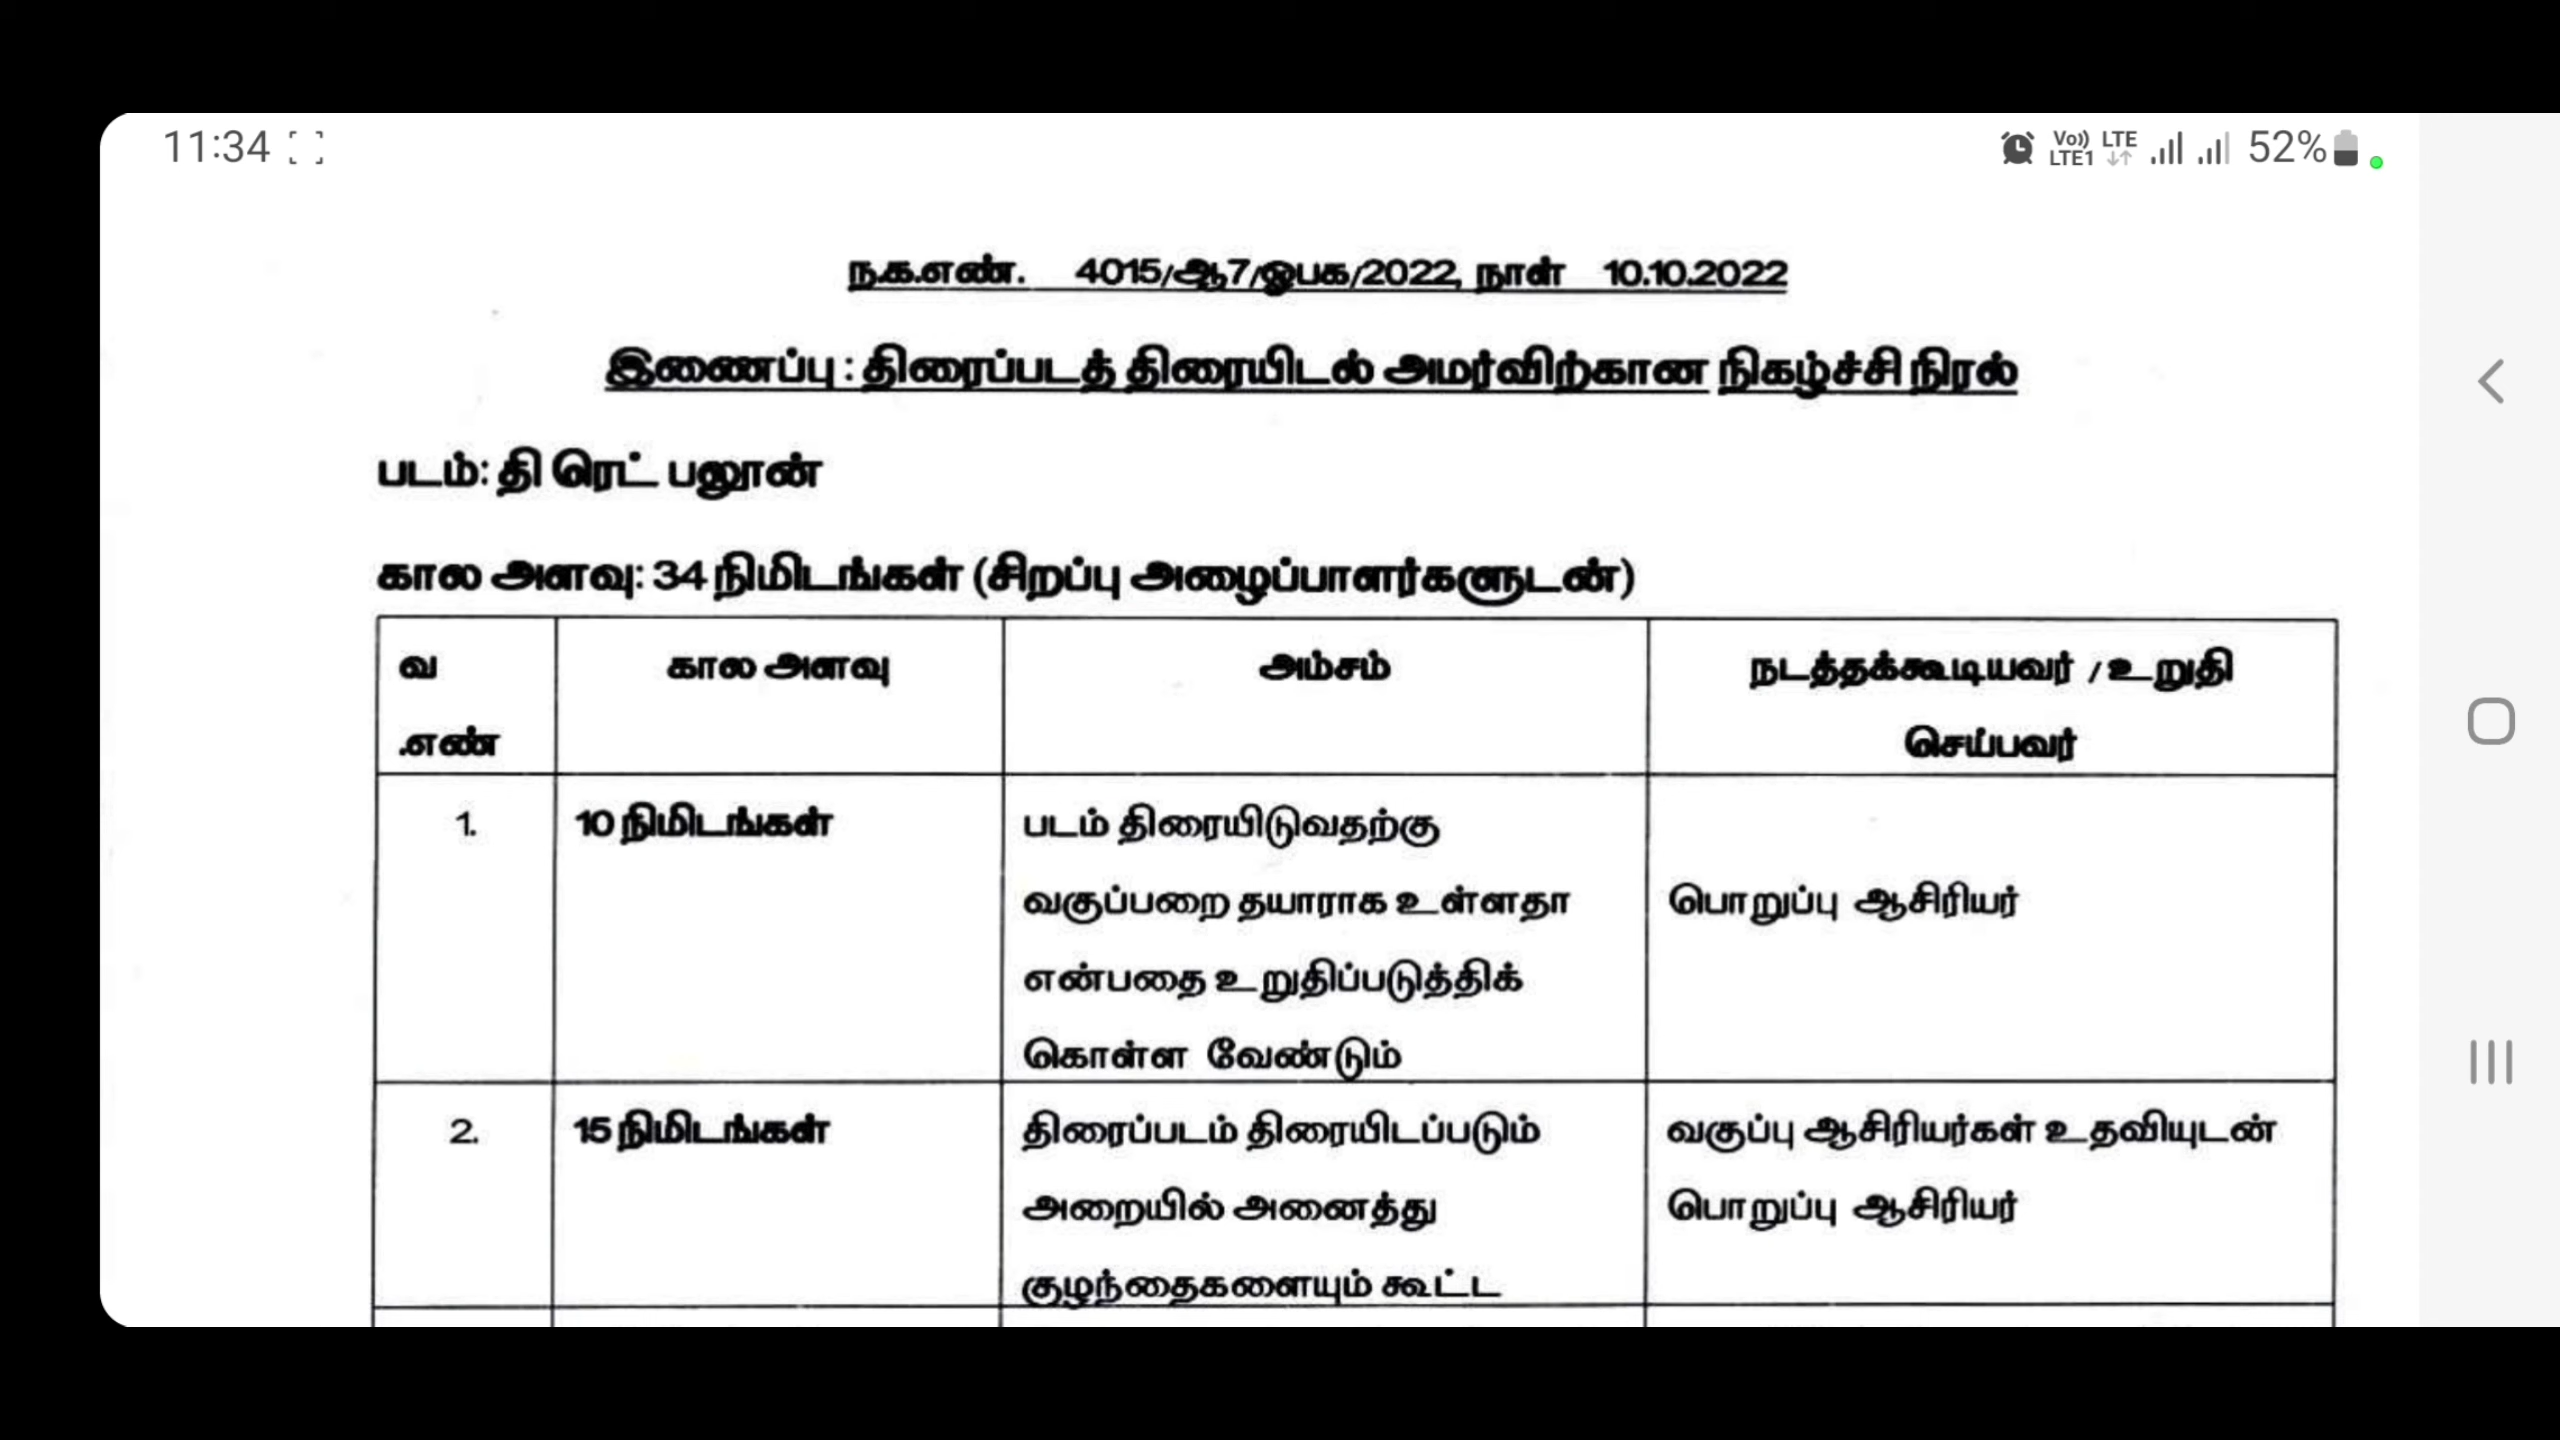 11:34
Vo)) LTE
LTE1
52%
ந.க.எண். 4015/ஆ7/ஒபக/2022, நாள் 10.10.2022
இணைப்பு : திரைப்படத் திரையிடல் அமர்விற்கான நிகழ்ச்சி நிரல்
படம்: தி ரெட் பலூன்
கால அளவு: 34 நிமிடங்கள் (சிறப்பு அழைப்பாளர்களுடன்)
வ
.எண்
கால அளவு
அம்சம்
நடத்தக்கூடியவர் / உறுதி
செய்பவர்
1.
10 நிமிடங்கள்
படம் திரையிடுவதற்கு
வகுப்பறை தயாராக உள்ளதா
என்பதை உறுதிப்படுத்திக்
கொள்ள வேண்டும்
பொறுப்பு ஆசிரியர்
2.
15 நிமிடங்கள்
திரைப்படம் திரையிடப்படும்
அறையில் அனைத்து
குழந்தைகளையும் கூட்ட
வகுப்பு ஆசிரியர்கள் உதவியுடன்
பொறுப்பு ஆசிரியர்